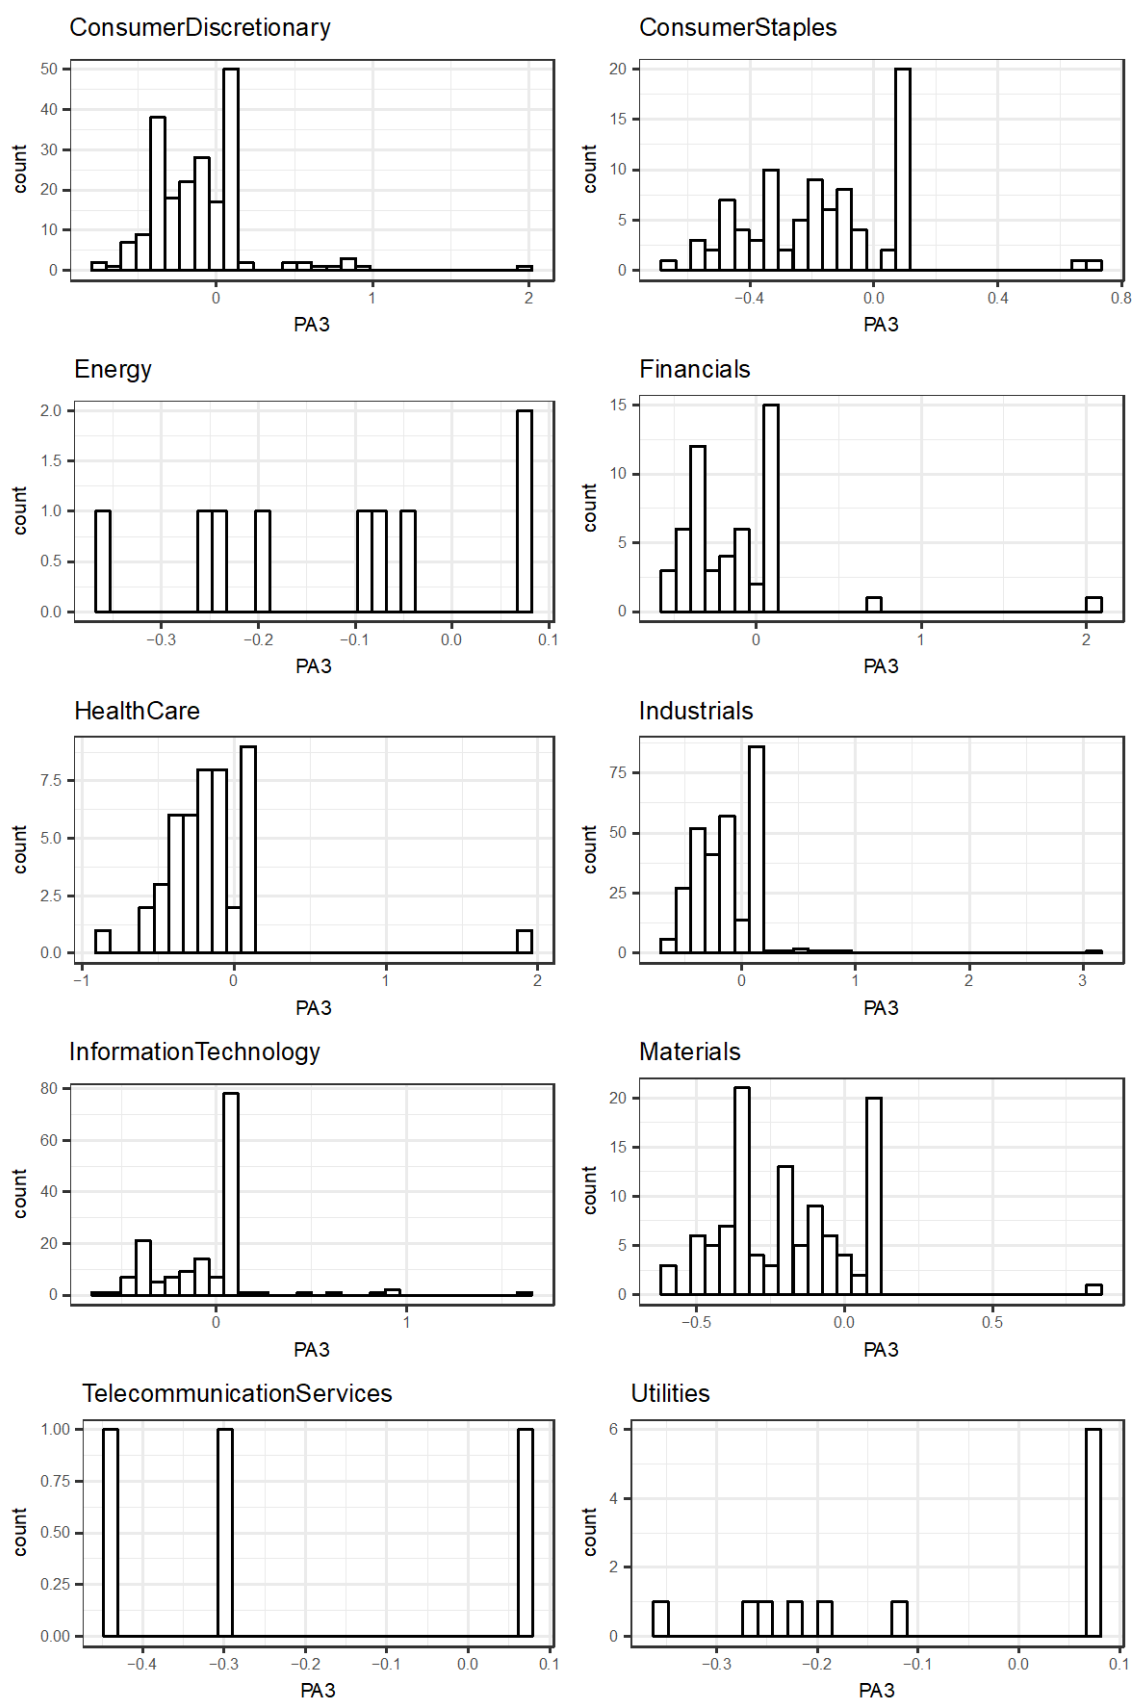 ConsumerDiscretionary
50
40
30
20
10
0
count
0 1 2
PA3
ConsumerStaples
20
15
10
5
0
count
−0.4 0.0 0.4 0.8
PA3
Energy
2.0
1.5
1.0
0.5
0.0
count
−0.3 −0.2 −0.1 0.0 0.1
PA3
Financials
15
10
5
0
count
0 1 2
PA3
HealthCare
7.5
5.0
2.5
0.0
count
−1 0 1 2
PA3
Industrials
75
50
25
0
count
0 1 2 3
PA3
InformationTechnology
80
60
40
20
0
count
0 1
PA3
Materials
20
15
10
5
0
count
−0.5 0.0 0.5
PA3
TelecommunicationServices
1.00
0.75
0.50
0.25
0.00
count
−0.4 −0.3 −0.2 −0.1 0.0 0.1
PA3
Utilities
6
4
2
0
count
−0.3 −0.2 −0.1 0.0 0.1
PA3